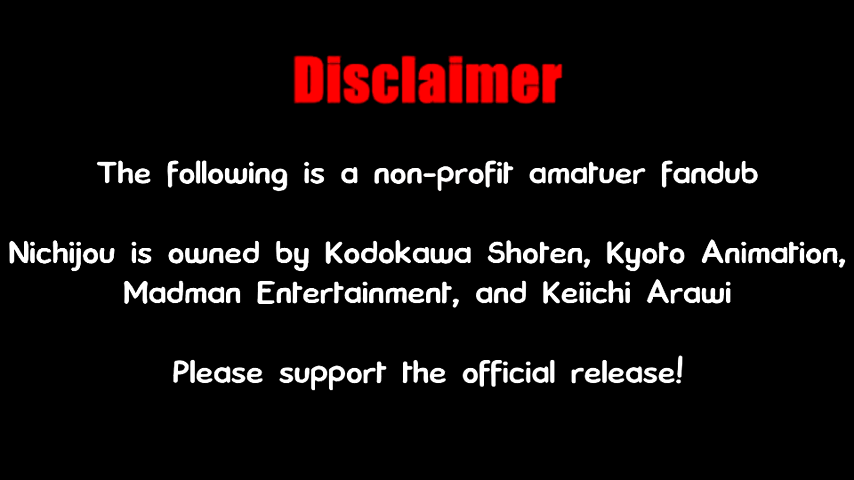 Disclaimer
The following is a non-profit amatuer fandub
Nichijou is owned by Kodokawa Shoten, Kyoto Animation,
Madman Entertainment, and Keiichi Arawi
Please support the official release!